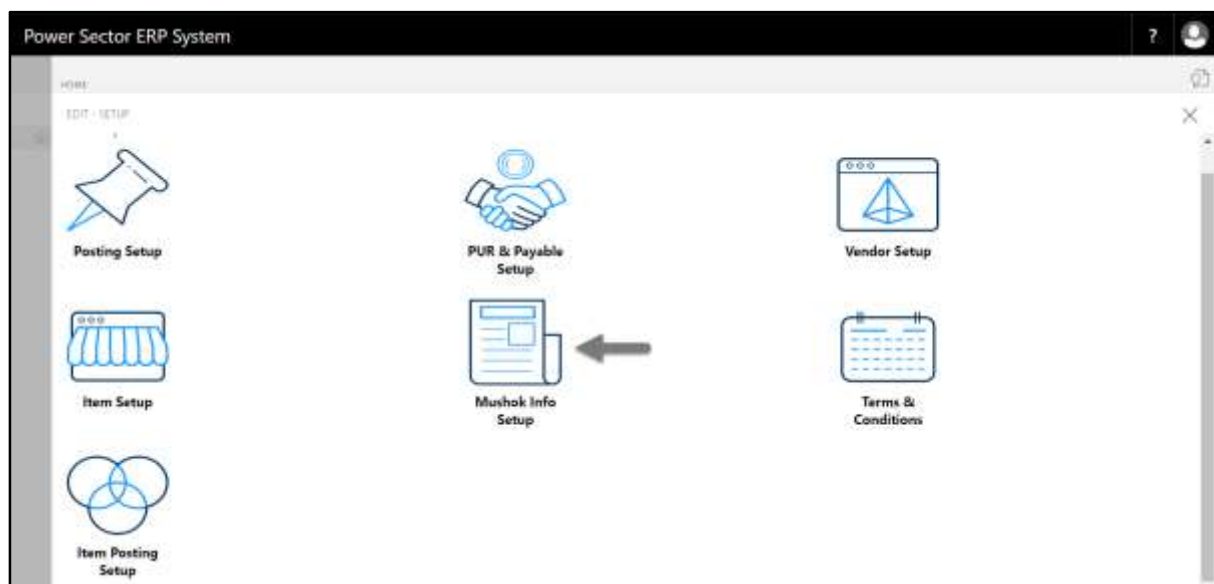 Power Sector ERP System
?
HOME
EDIT - SETUP
Posting Setup
PUR & Payable
Setup
Vendor Setup
Item Setup
Mushok Info
Setup
Terms &
Conditions
Item Posting
Setup